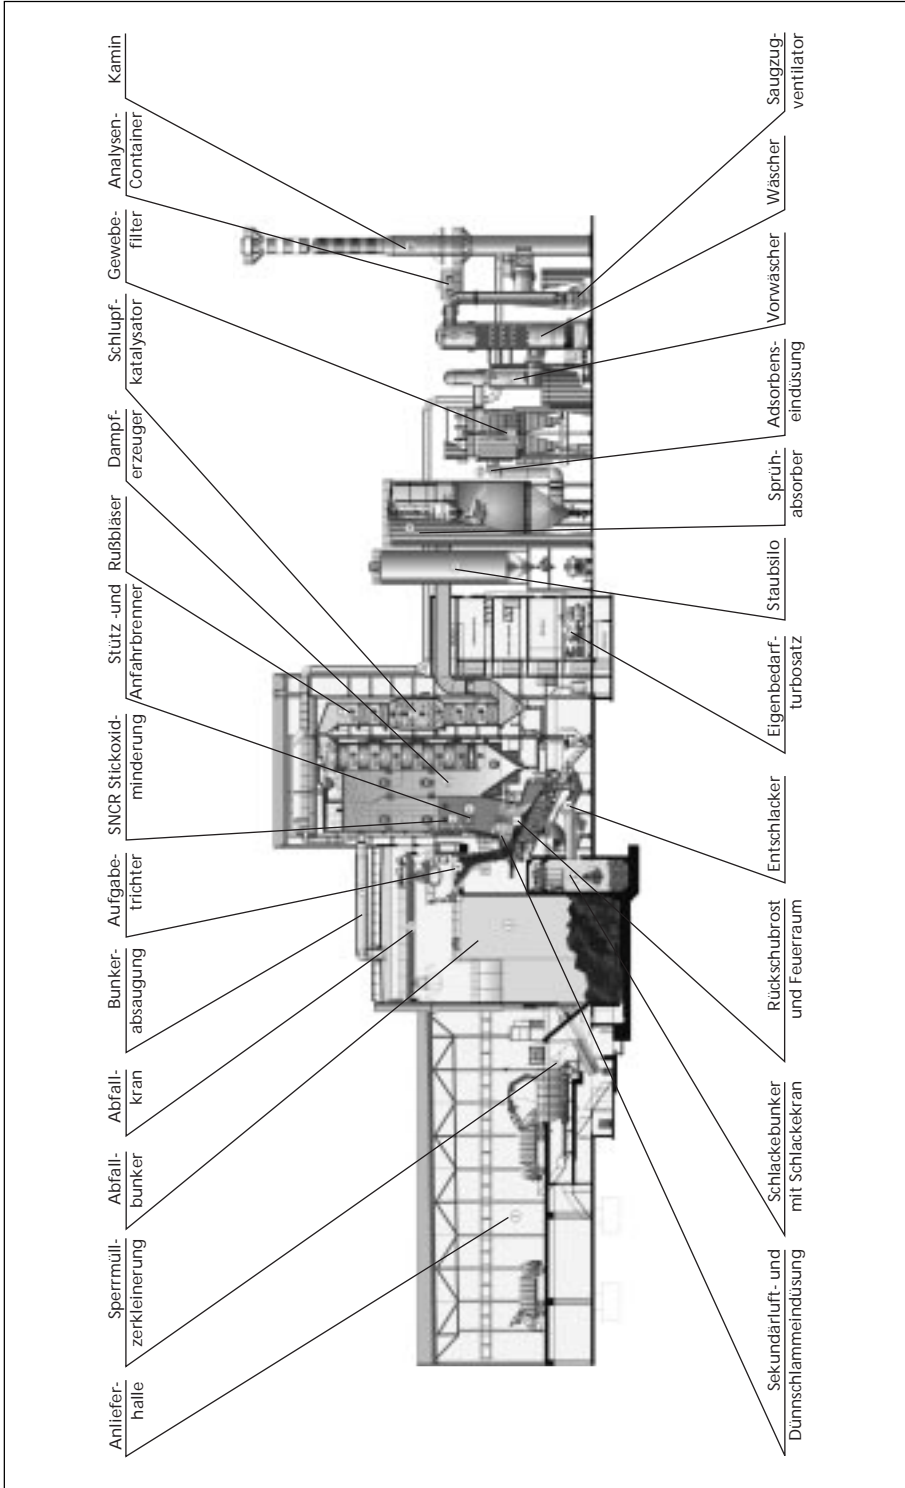 Anliefer-
halle
Sperrmüll-
zerkleinerung
Abfall-
bunker
Abfall-
kran
Bunker-
absaugung
Aufgabe-
trichter
SNCR Stickoxid-
minderung
Stütz -und
Anfahrbrenner
Rußbläser
Dampf-
erzeuger
Schlupf-
katalysator
Gewebe-
filter
Analysen-
Container
Kamin
Sekundärluft- und
Dünnschlammeindüsung
Schlackebunker
mit Schlackekran
Rückschubrost
und Feuerraum
Entschlacker
Eigenbedarf-
turbosatz
Staubsilo
Sprüh-
absorber
Adsorbens-
eindüsung
Vorwäscher
Wäscher
Saugzug-
ventilator